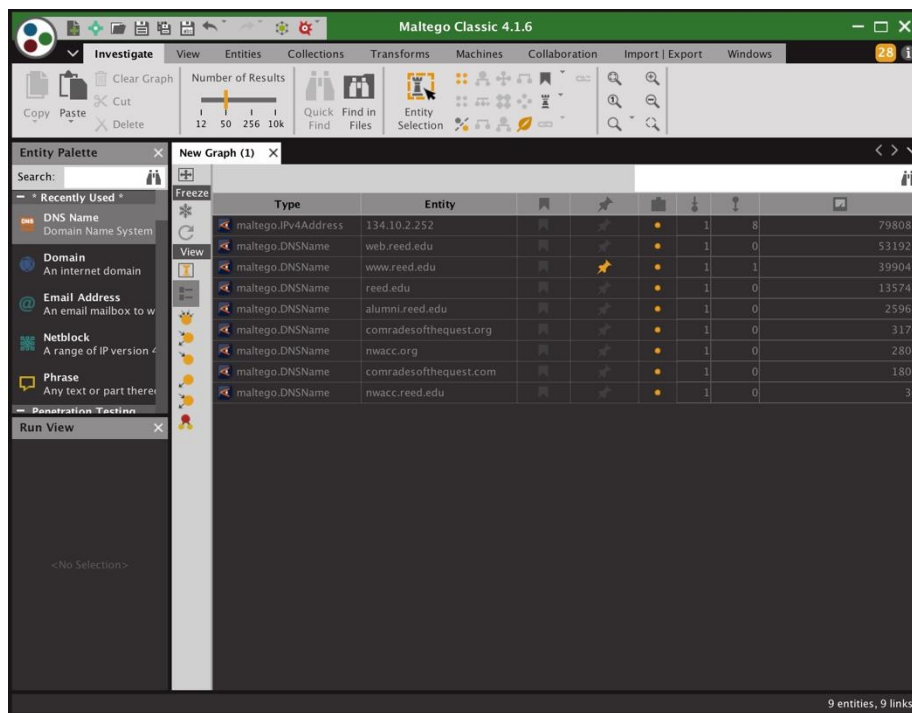 Maltego Classic 4.1.6
Investigate View Entities Collections Transforms Machines Collaboration Import | Export Windows 28
Copy Paste Clear Graph Cut Delete
Number of Results
12 50 256 10k
Quick Find
Find in Files
Entity Selection
Entity Palette
New Graph (1)
Search:
* Recently Used *
DNS Name
Domain Name System
Domain
An internet domain
Email Address
An email mailbox to w
Netblock
A range of IP version 4
Phrase
Any text or part there
Penetration Testing
Run View
<No Selection>
Freeze
View
Type Entity
maltego.IPv4Address 134.10.2.252 1 8 79808
maltego.DNSName web.reed.edu 1 0 53192
maltego.DNSName www.reed.edu 1 1 39904
maltego.DNSName reed.edu 1 0 13574
maltego.DNSName alumni.reed.edu 1 0 2596
maltego.DNSName comradesofthequest.org 1 0 317
maltego.DNSName nwacc.org 1 0 280
maltego.DNSName comradesofthequest.com 1 0 180
maltego.DNSName nwacc.reed.edu 1 0 3
9 entities, 9 links